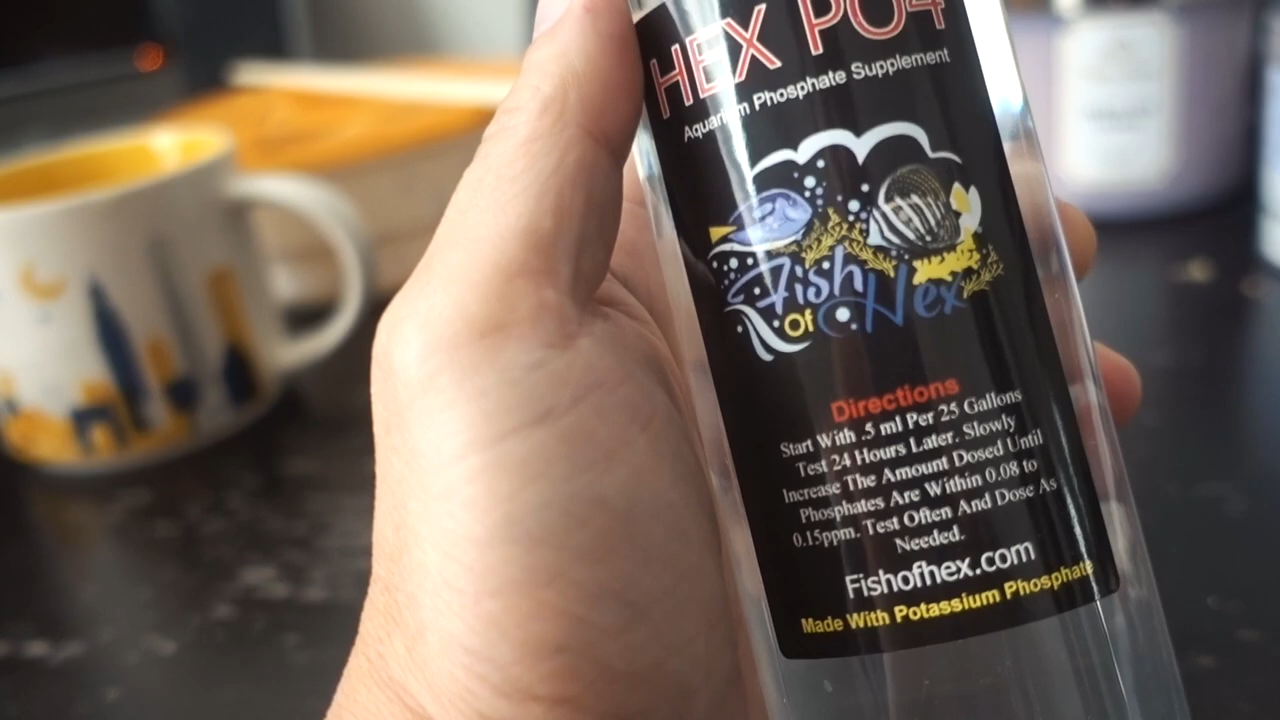 HEX PO4
Aquarium Phosphate Supplement
Fish
Of Hex
Directions
Start With .5 ml Per 25 Gallons
Test 24 Hours Later. Slowly
Increase The Amount Dosed Until
Phosphates Are Within 0.08 to
0.15ppm. Test Often And Dose As
Needed.
Fishofhex.com
Made With Potassium Phosphate